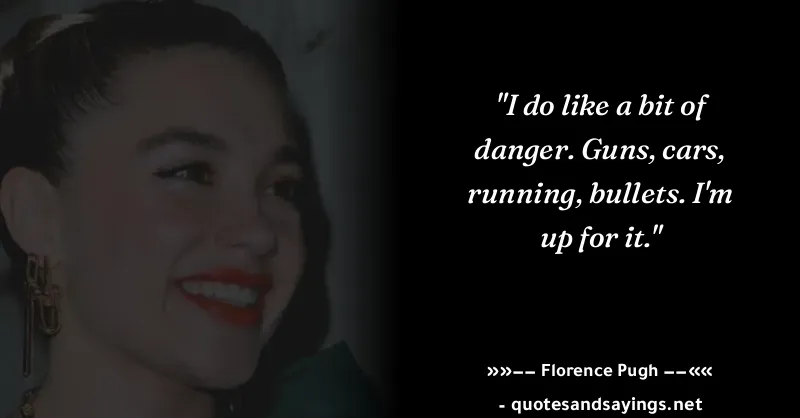 "I do like a bit of
danger. Guns, cars,
running, bullets. I'm
up for it."
»»−− Florence Pugh −−««
- quotesandsayings.net